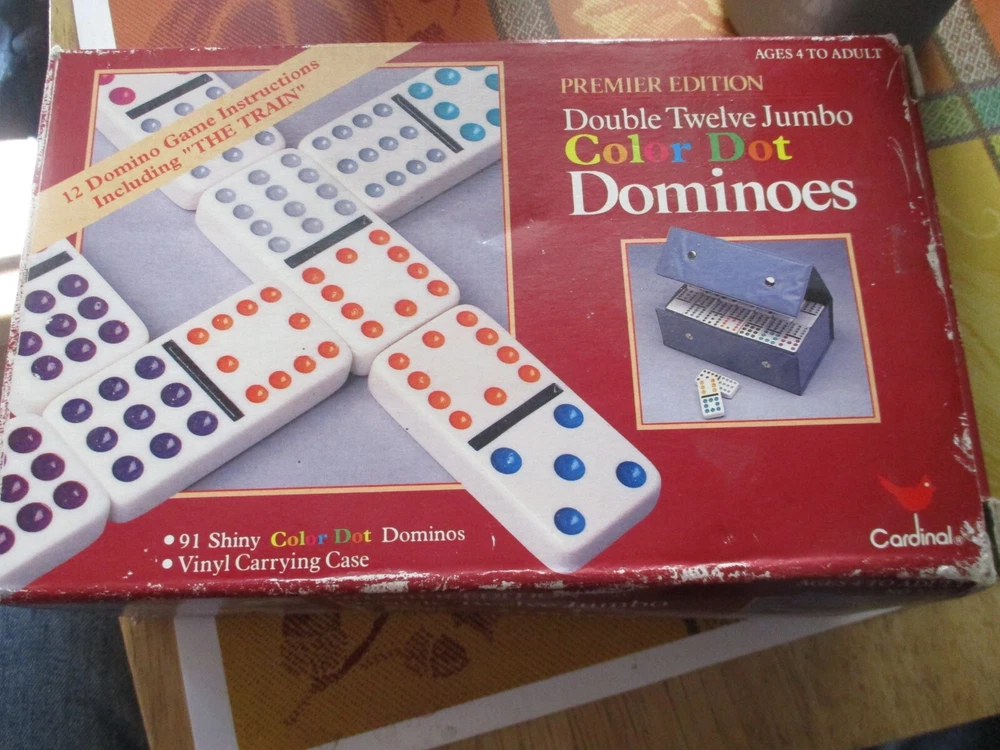 AGES 4 TO ADULT
12 Domino Game Instructions
Including "THE TRAIN"
PREMIER EDITION
Double Twelve Jumbo
Color Dot
Dominoes
• 91 Shiny Color Dot Dominos
• Vinyl Carrying Case
Cardinal
Jumbo